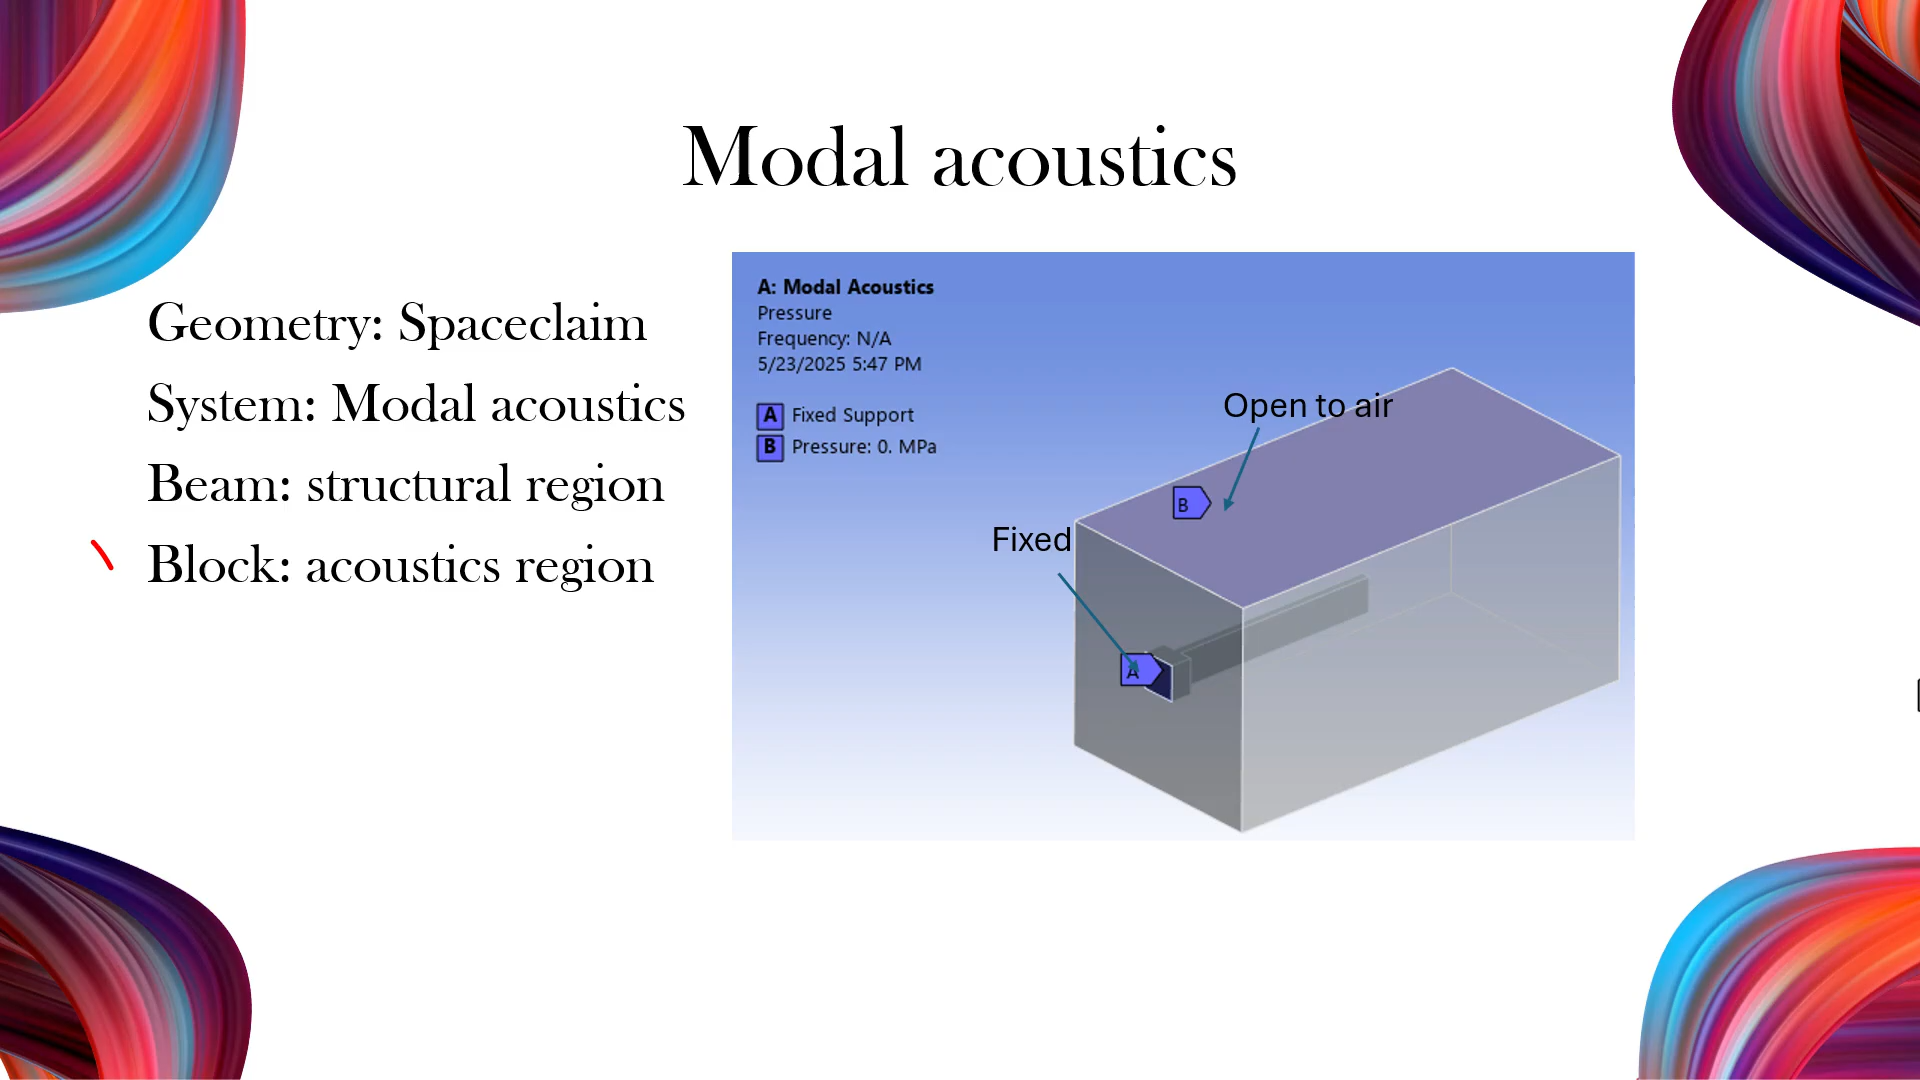 Modal acoustics
Geometry: Spaceclaim
System: Modal acoustics
Beam: structural region
Block: acoustics region
A: Modal Acoustics
Pressure
Frequency: N/A
5/23/2025 5:47 PM
A Fixed Support
B Pressure: 0. MPa
Open to air
B
Fixed
A